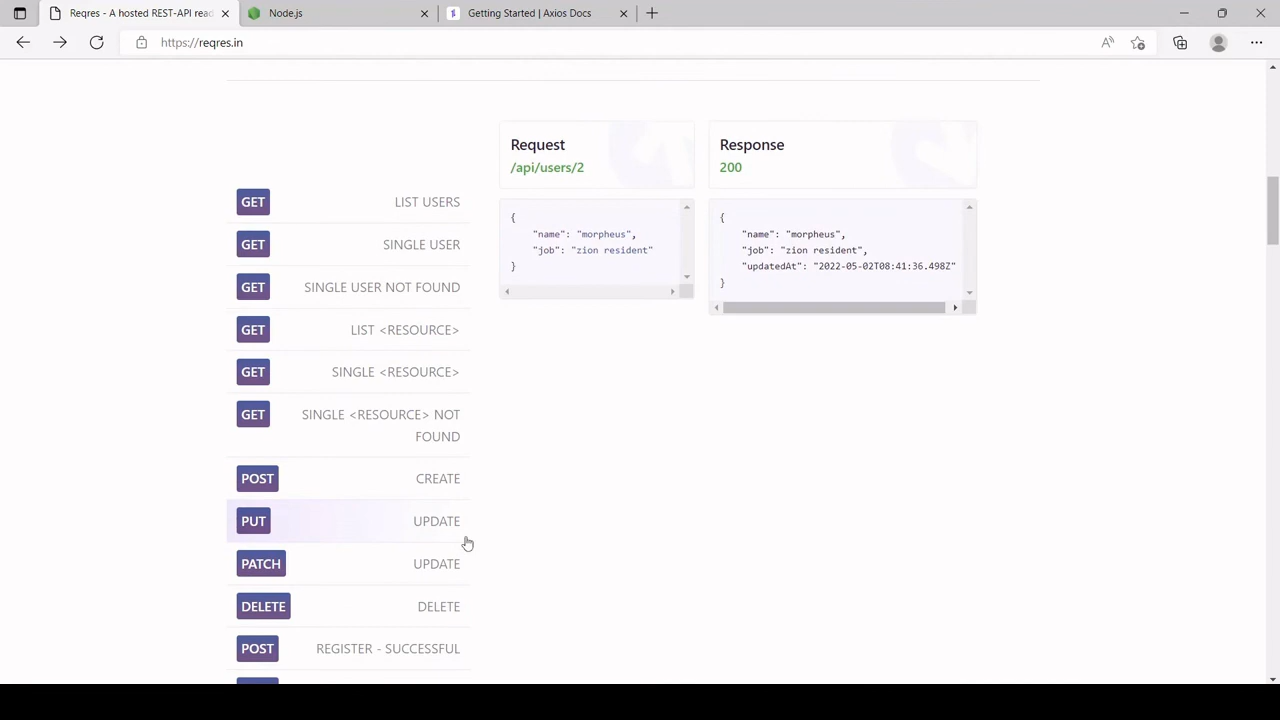 Reqres - A hosted REST-API read
Node.js
Getting Started | Axios Docs
https://reqres.in
Request
/api/users/2
Response
200
{
"name": "morpheus",
"job": "zion resident"
}
{
"name": "morpheus",
"job": "zion resident",
"updatedAt": "2022-05-02T08:41:36.498Z"
}
GET LIST USERS
GET SINGLE USER
GET SINGLE USER NOT FOUND
GET LIST <RESOURCE>
GET SINGLE <RESOURCE>
GET SINGLE <RESOURCE> NOT
FOUND
POST CREATE
PUT UPDATE
PATCH UPDATE
DELETE DELETE
POST REGISTER - SUCCESSFUL